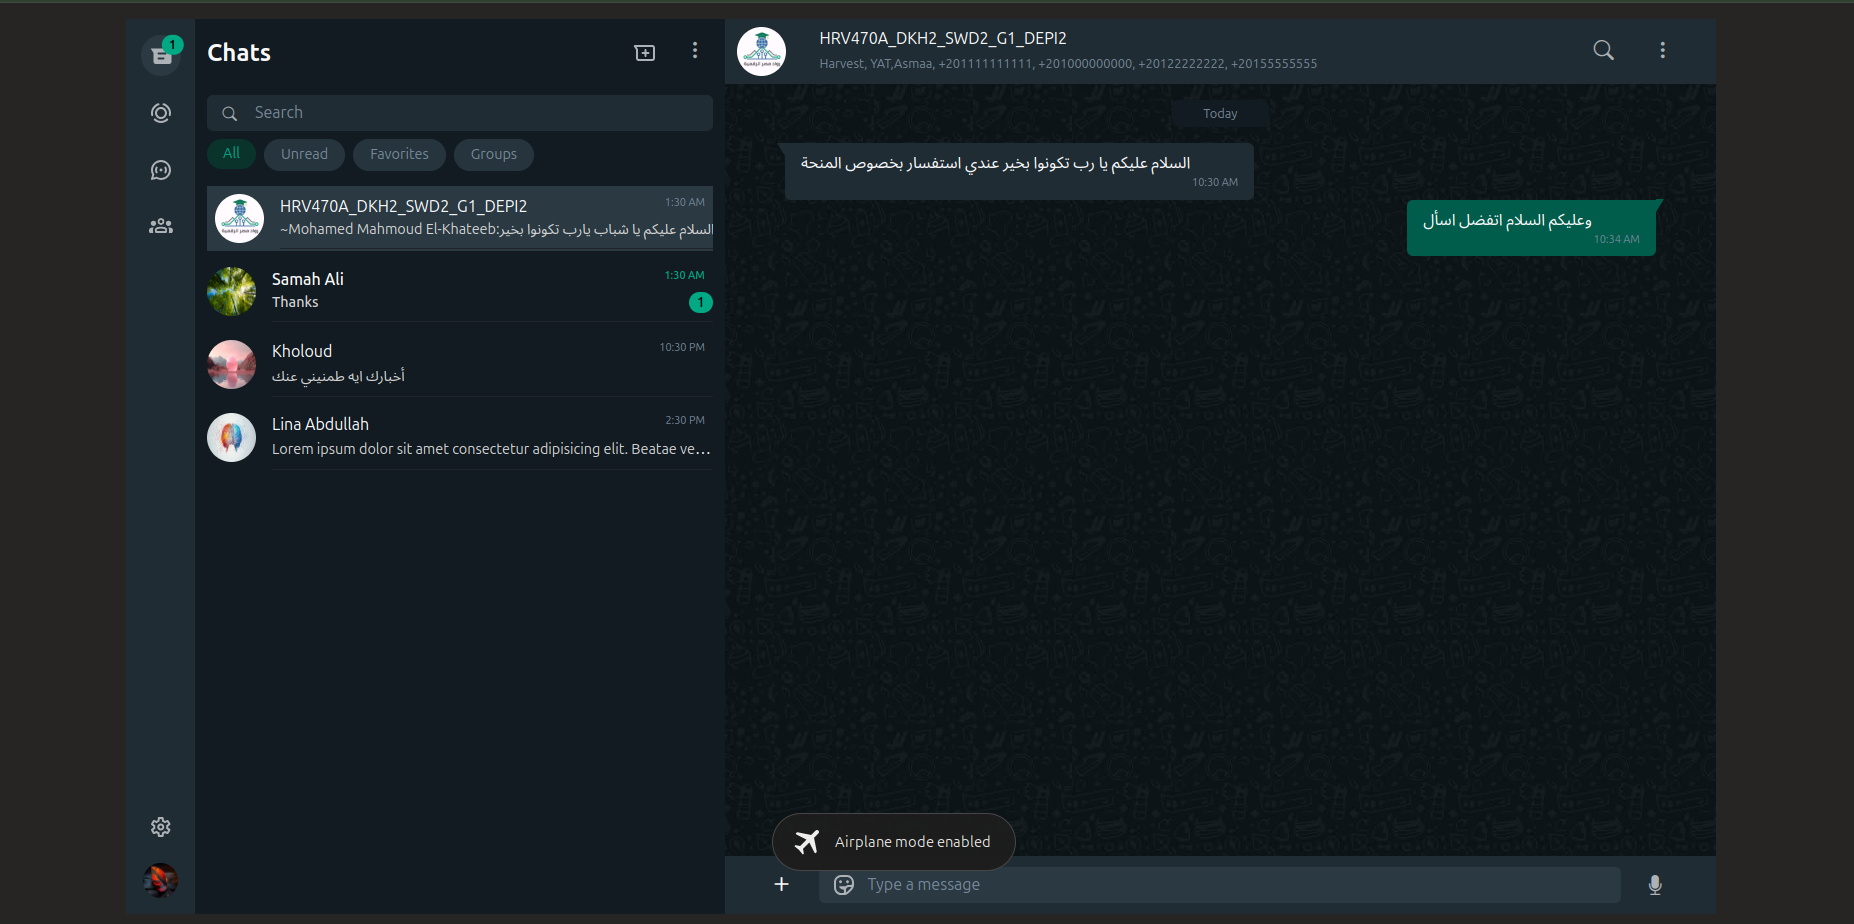 1
Chats
Search
All
Unread
Favorites
Groups
HRV470A_DKH2_SWD2_G1_DEPI2
1:30 AM
~Mohamed Mahmoud El-Khateeb:السلام عليكم يا شباب يارب تكونوا بخير
Samah Ali
1:30 AM
Thanks
1
Kholoud
10:30 PM
أخبارك ايه طمنيني عنك
Lina Abdullah
2:30 PM
Lorem ipsum dolor sit amet consectetur adipisicing elit. Beatae ve...
HRV470A_DKH2_SWD2_G1_DEPI2
Harvest, YAT,Asmaa, +201111111111, +201000000000, +20122222222, +20155555555
Today
السلام عليكم يا رب تكونوا بخير عندي استفسار بخصوص المنحة
10:30 AM
وعليكم السلام اتفضل اسأل
10:34 AM
Airplane mode enabled
Type a message